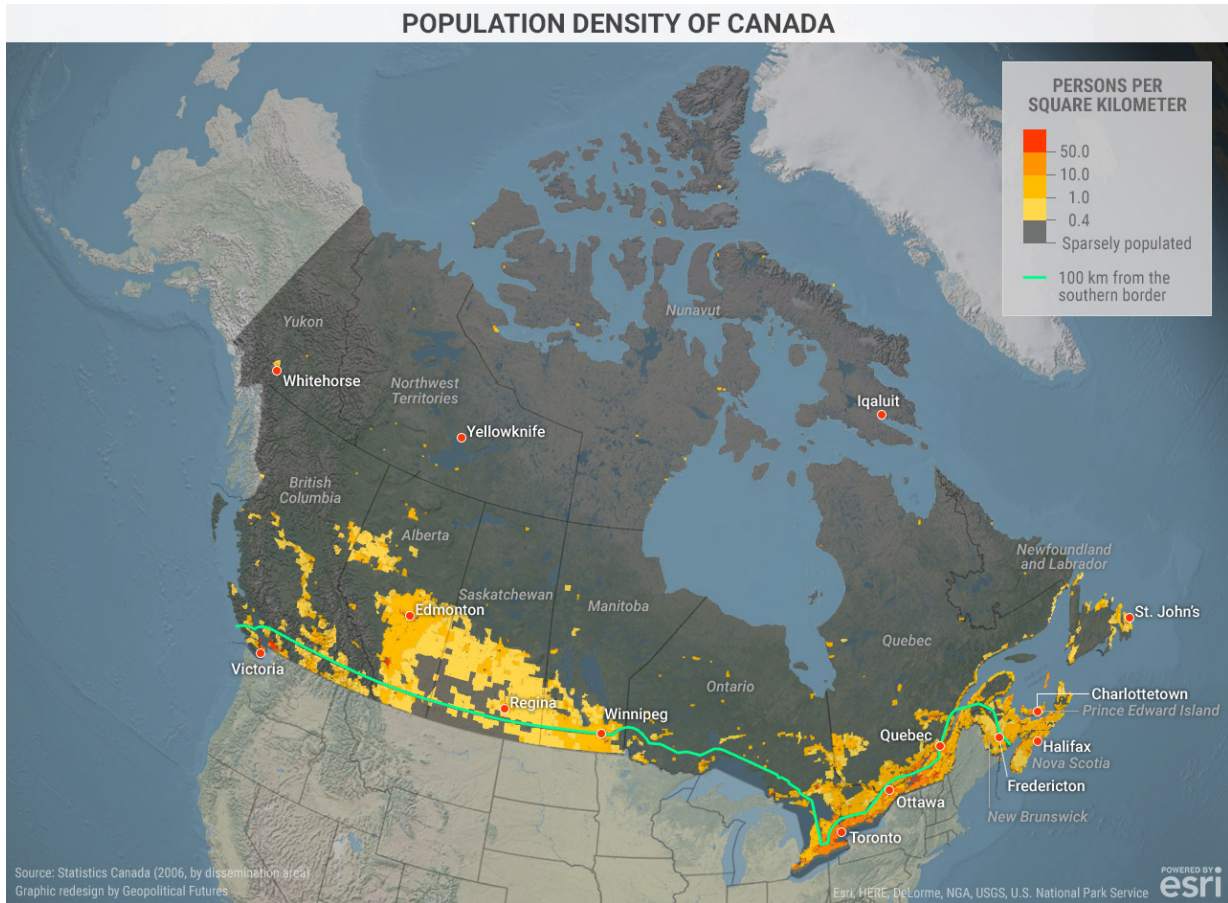 POPULATION DENSITY OF CANADA
PERSONS PER
SQUARE KILOMETER
50.0
10.0
1.0
0.4
Sparsely populated
100 km from the
southern border
Yukon
Whitehorse
Northwest
Territories
Nunavut
Iqaluit
Yellowknife
British
Columbia
Alberta
Saskatchewan
Manitoba
Edmonton
Newfoundland
and Labrador
St. John's
Quebec
Victoria
Regina
Winnipeg
Ontario
Charlottetown
Prince Edward Island
Quebec
Halifax
Nova Scotia
Fredericton
Ottawa
New Brunswick
Toronto
Source: Statistics Canada (2006, by dissemination area)
Graphic redesign by Geopolitical Futures
Esri, HERE, DeLorme, NGA, USGS, U.S. National Park Service
POWERED BY
esri